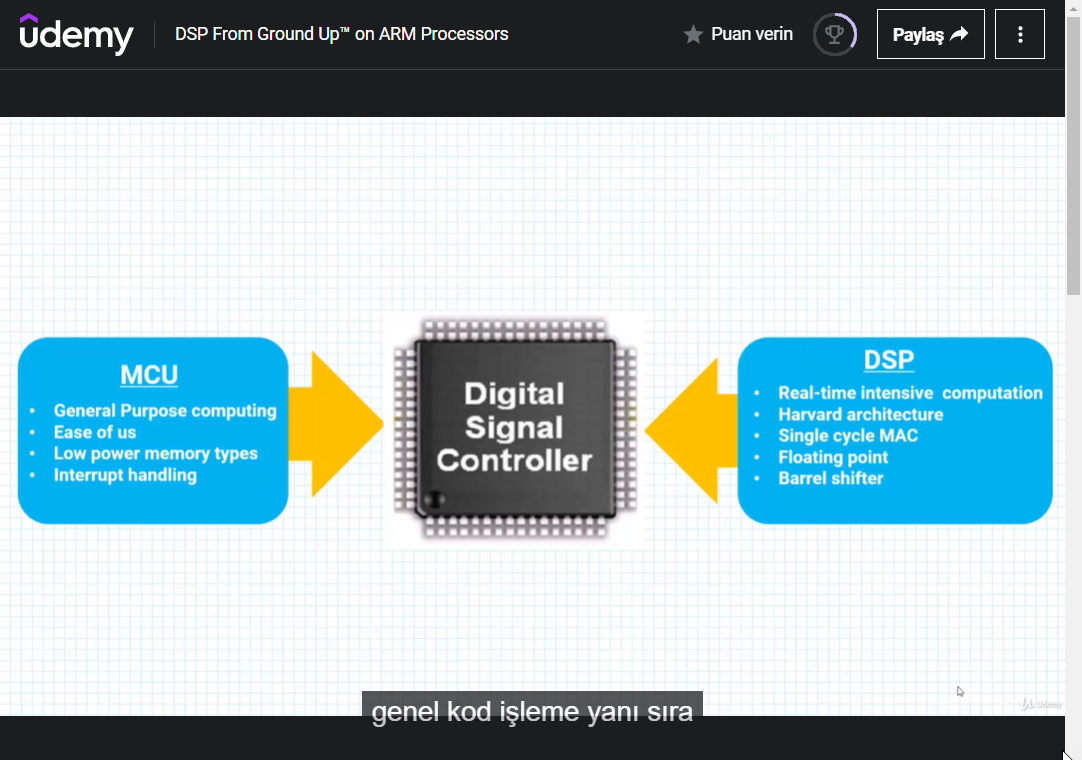 udemy
DSP From Ground Up™ on ARM Processors
Puan verin
Paylaş
MCU
• General Purpose computing
• Ease of us
• Low power memory types
• Interrupt handling
Digital
Signal
Controller
DSP
• Real-time intensive computation
• Harvard architecture
• Single cycle MAC
• Floating point
• Barrel shifter
genel kod işleme yanı sıra
Udemy